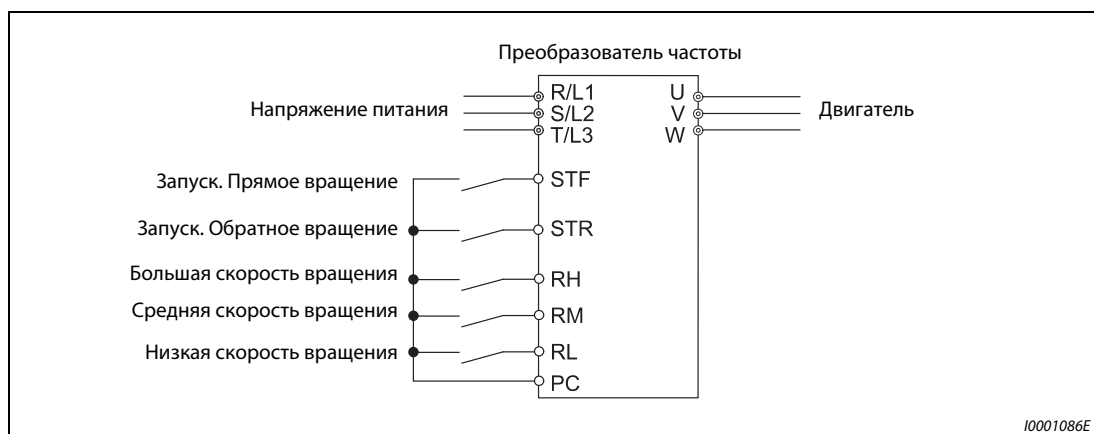 Преобразователь частоты
R/L1 U
Напряжение питания S/L2 V Двигатель
T/L3 W
Запуск. Прямое вращение STF
Запуск. Обратное вращение STR
Большая скорость вращения RH
Средняя скорость вращения RM
Низкая скорость вращения RL
PC
I0001086E